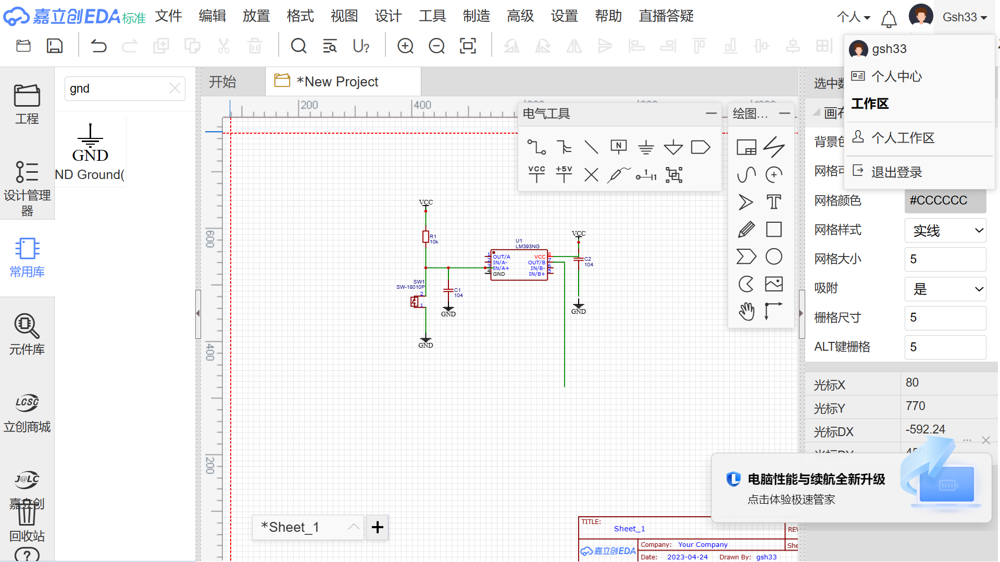 嘉立创EDA标准 文件 编辑 放置 格式 视图 设计 工具 制造 高级 设置 帮助 直播答疑 个人 Gsh33
gsh33
个人中心
工作区
个人工作区
退出登录
工程
设计管理器
常用库
元件库
LCSC
立创商城
J@LC
嘉立创
回收站
gnd
GND
ND Ground(
开始
*New Project
200
400
600
400
200
电气工具
N
VCC
+5V
绘图...
VCC
R1
10k
SW1
SW-18010P
2
1
GND
C1
104
GND
U1
LM393NG
1
OUT/A
2
IN/A-
3
IN/A+
4
GND
VCC
8
OUT/B
7
IN/B-
6
IN/B+
5
VCC
C2
104
GND
选中数
画布
背景色
网格可
网格颜色 #CCCCCC
网格样式 实线
网格大小 5
吸附 是
栅格尺寸 5
ALT键栅格 5
光标X 80
光标Y 770
光标DX -592.24
光标DY
电脑性能与续航全新升级
点击体验极速管家
*Sheet_1
TITLE:
Sheet_1
REV
嘉立创EDA
Company: Your Company
She
Date: 2023-04-24 Drawn By: gsh33